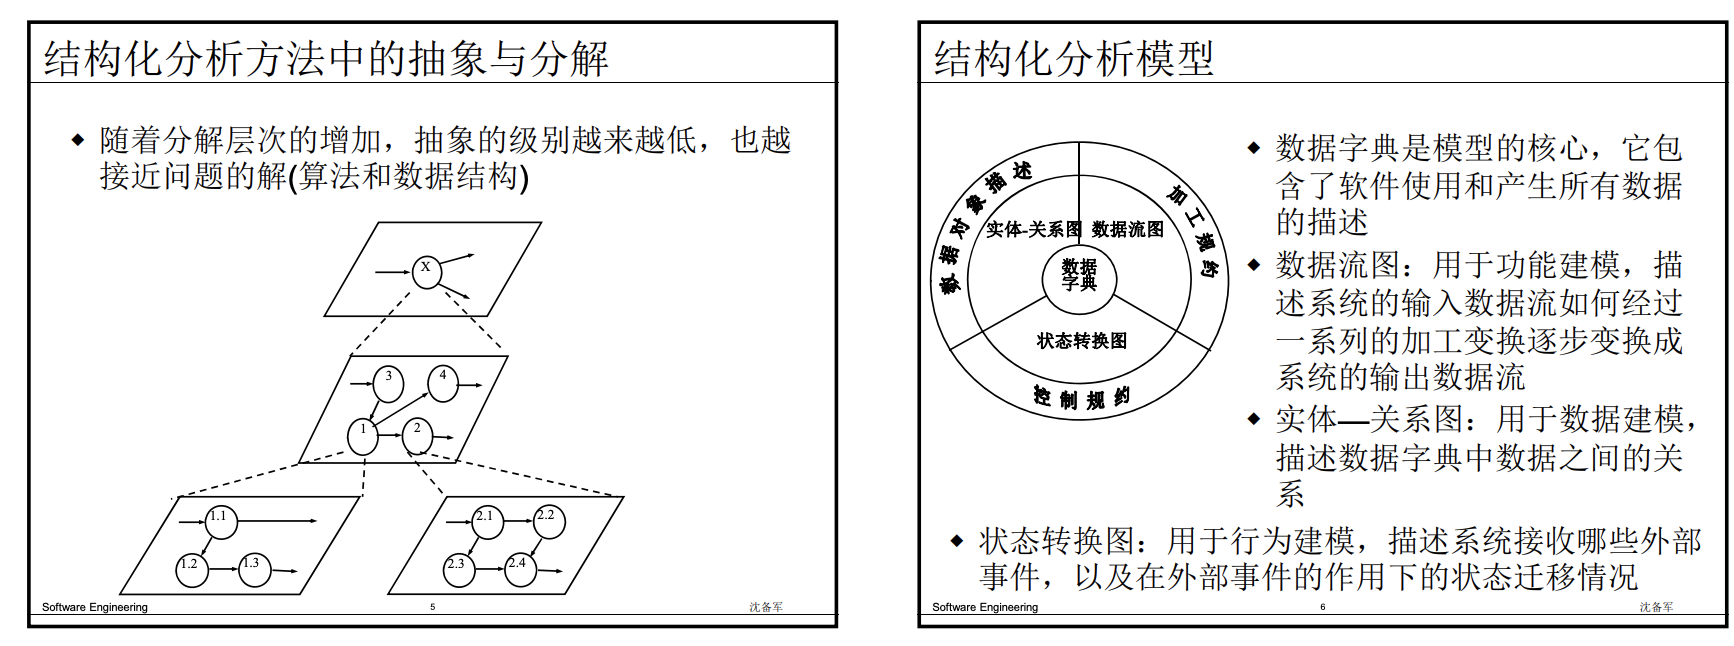 结构化分析方法中的抽象与分解
◆ 随着分解层次的增加，抽象的级别越来越低，也越
接近问题的解(算法和数据结构)
X
3
4
1
2
1.1
1.2
1.3
2.1
2.2
2.3
2.4
Software Engineering
5
沈备军
结构化分析模型
数据对象描述
加工规约
实体-关系图
数据流图
数据
字典
状态转换图
控制规约
◆ 数据字典是模型的核心，它包
含了软件使用和产生所有数据
的描述
◆ 数据流图：用于功能建模，描
述系统的输入数据流如何经过
一系列的加工变换逐步变换成
系统的输出数据流
◆ 实体—关系图：用于数据建模，
描述数据字典中数据之间的关
系
◆ 状态转换图：用于行为建模，描述系统接收哪些外部
事件，以及在外部事件的作用下的状态迁移情况
Software Engineering
6
沈备军